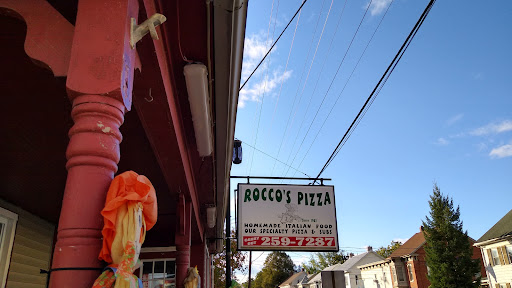 ROCCO'S PIZZA
HOMEMADE ITALIAN FOOD
OUR SPECIALTY PIZZA & SUBS
259-7287